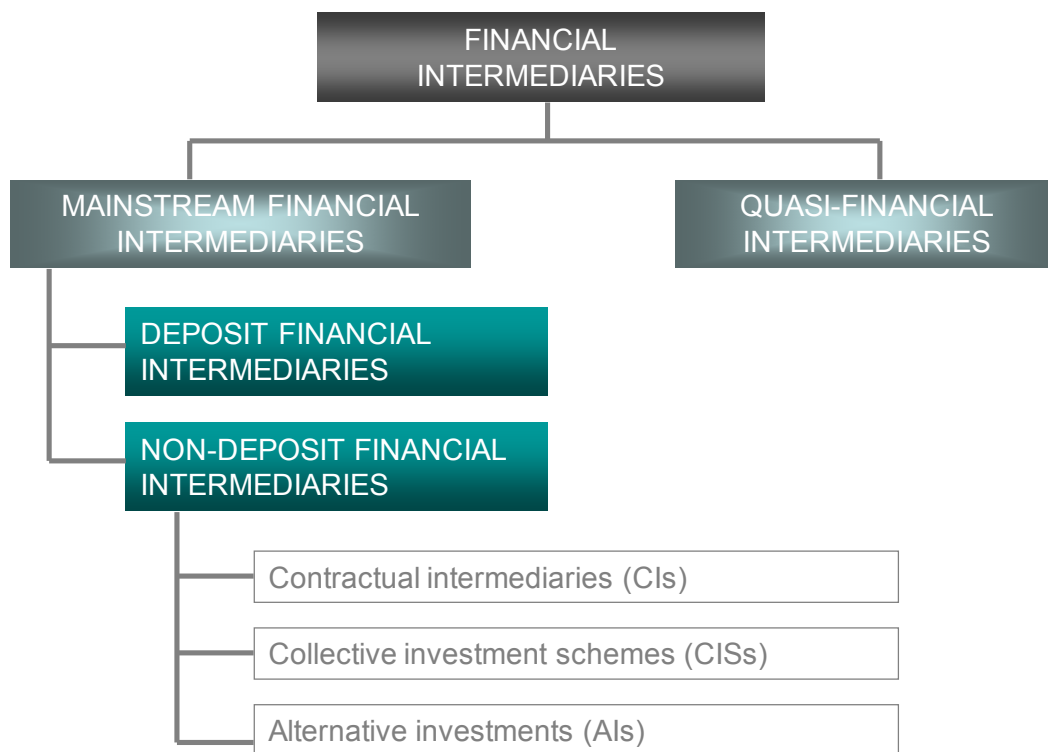 FINANCIAL
INTERMEDIARIES
MAINSTREAM FINANCIAL
INTERMEDIARIES
QUASI-FINANCIAL
INTERMEDIARIES
DEPOSIT FINANCIAL
INTERMEDIARIES
NON-DEPOSIT FINANCIAL
INTERMEDIARIES
Contractual intermediaries (CIs)
Collective investment schemes (CISs)
Alternative investments (AIs)